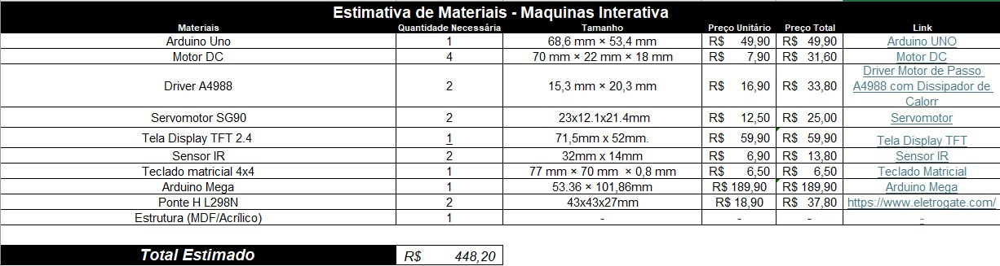 Estimativa de Materiais - Maquinas Interativa
Materiais Quantidade Necessária Tamanho Preço Unitário Preço Total Link
Arduino Uno 1 68,6 mm × 53,4 mm R$ 49,90 R$ 49,90 Arduino UNO
Motor DC 4 70 mm × 22 mm × 18 mm R$ 7,90 R$ 31,60 Motor DC
Driver A4988 2 15,3 mm × 20,3 mm R$ 16,90 R$ 33,80 Driver Motor de Passo
A4988 com Dissipador de
Calorr
Servomotor SG90 2 23x12.1x21.4mm R$ 12,50 R$ 25,00 Servomotor
Tela Display TFT 2.4 1 71,5mm x 52mm. R$ 59,90 R$ 59,90 Tela Display TFT
Sensor IR 2 32mm x 14mm R$ 6,90 R$ 13,80 Sensor IR
Teclado matricial 4x4 1 77 mm × 70 mm × 0,8 mm R$ 6,50 R$ 6,50 Teclado Matricial
Arduino Mega 1 53.36 × 101,86mm R$ 189,90 R$ 189,90 Arduino Mega
Ponte H L298N 2 43x43x27mm R$ 18,90 R$ 37,80 https://www.eletrogate.com/
Estrutura (MDF/Acrílico) 1 - - - -
Total Estimado R$ 448,20